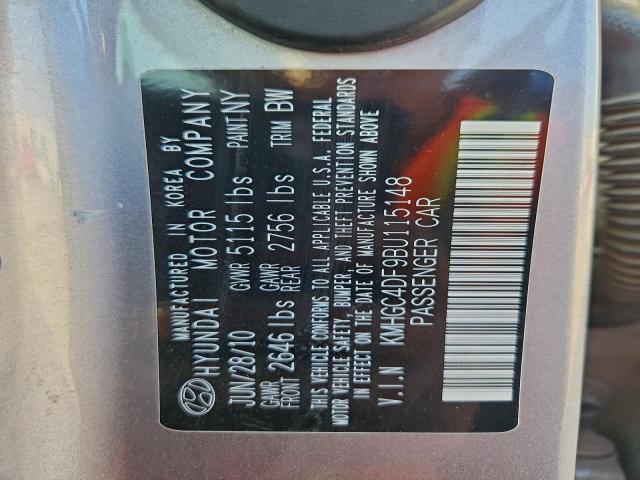 MANUFACTURED IN KOREA BY
HYUNDAI MOTOR COMPANY
JUN/28/10 GVWR 5115 lbs PAINT NY
GAWR FRONT 2646 lbs GAWR REAR 2756 lbs TRIM BW
THIS VEHICLE CONFORMS TO ALL APPLICABLE U.S.A. FEDERAL
MOTOR VEHICLE SAFETY, BUMPER, AND THEFT PREVENTION STANDARDS
IN EFFECT ON THE DATE OF MANUFACTURE SHOWN ABOVE
V.I.N KMHGC4DF9BU115148
PASSENGER CAR